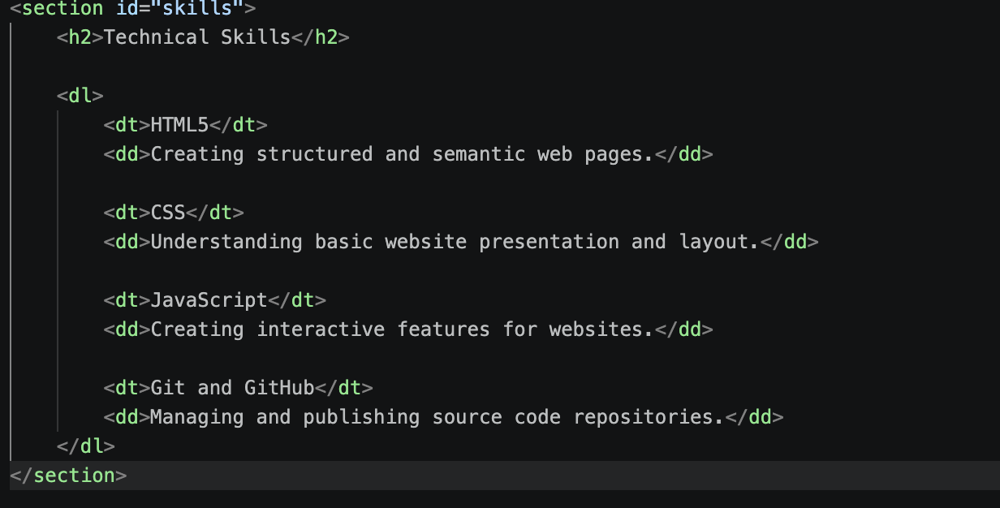 <section id="skills">
<h2>Technical Skills</h2>
<dl>
<dt>HTML5</dt>
<dd>Creating structured and semantic web pages.</dd>
<dt>CSS</dt>
<dd>Understanding basic website presentation and layout.</dd>
<dt>JavaScript</dt>
<dd>Creating interactive features for websites.</dd>
<dt>Git and GitHub</dt>
<dd>Managing and publishing source code repositories.</dd>
</dl>
</section>